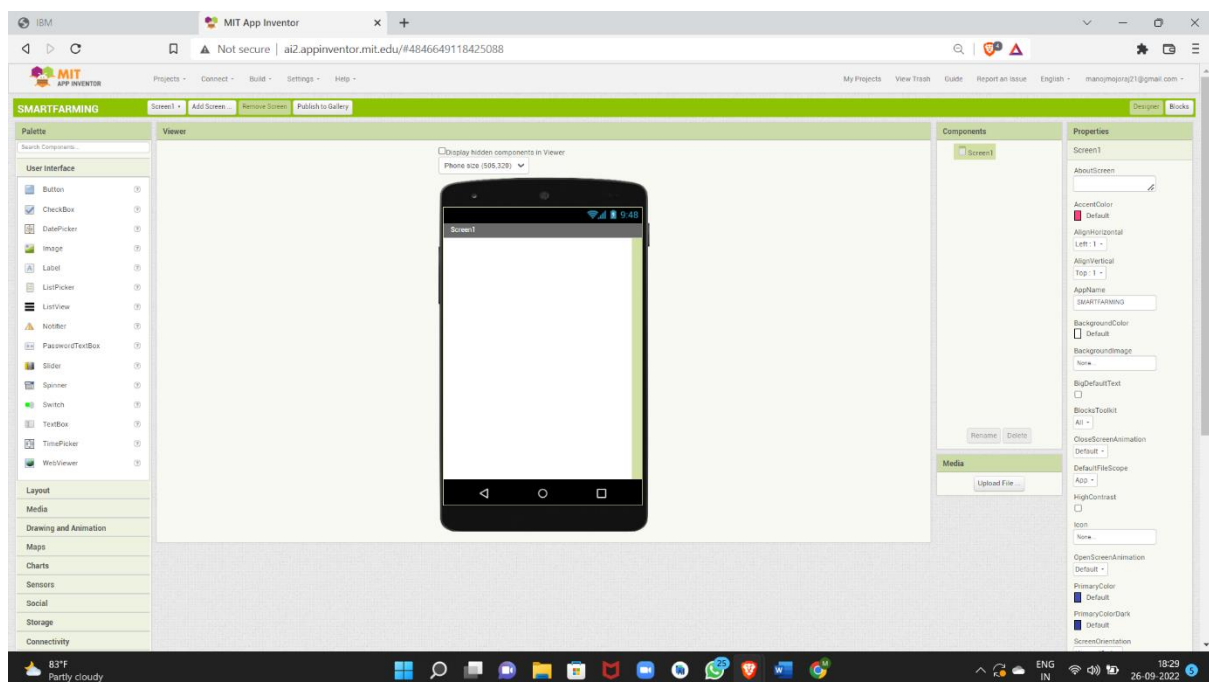 IBM
MIT App Inventor
Not secure | ai2.appinventor.mit.edu/#4846649118425088
MIT
APP INVENTOR
Projects
Connect
Build
Settings
Help
My Projects
View Trash
Guide
Report an Issue
English
manojmojoraj21@gmail.com
SMARTFARMING
Screen1
Add Screen ...
Remove Screen
Publish to Gallery
Designer
Blocks
Palette
Search Components...
User Interface
Button
CheckBox
DatePicker
Image
Label
ListPicker
ListView
Notifier
PasswordTextBox
Slider
Spinner
Switch
TextBox
TimePicker
WebViewer
Layout
Media
Drawing and Animation
Maps
Charts
Sensors
Social
Storage
Connectivity
Viewer
Display hidden components in Viewer
Phone size (505,320)
9:48
Screen1
Components
Screen1
Rename
Delete
Media
Upload File ...
Properties
Screen1
AboutScreen
AccentColor
Default
AlignHorizontal
Left : 1
AlignVertical
Top : 1
AppName
SMARTFARMING
BackgroundColor
Default
BackgroundImage
None...
BigDefaultText
BlocksToolkit
All
CloseScreenAnimation
Default
DefaultFileScope
App
HighContrast
Icon
None...
OpenScreenAnimation
Default
PrimaryColor
Default
PrimaryColorDark
Default
ScreenOrientation
83°F
Partly cloudy
25
ENG
IN
18:29
26-09-2022
5